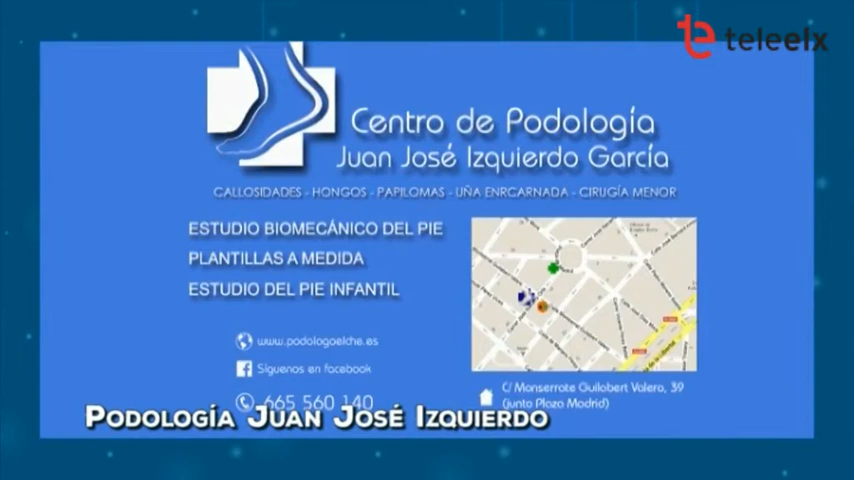 teleelx
Centro de Podología
Juan José Izquierdo García
CALLOSIDADES - HONGOS - PAPILOMAS - UÑA ENRCARNADA - CIRUGÍA MENOR
ESTUDIO BIOMECÁNICO DEL PIE
PLANTILLAS A MEDIDA
ESTUDIO DEL PIE INFANTIL
www.podologoelche.es
Síguenos en facebook
665 560 140
C/ Monserrate Guilabert Valero, 39
(junto Plaza Madrid)
PODOLOGÍA JUAN JOSÉ IZQUIERDO